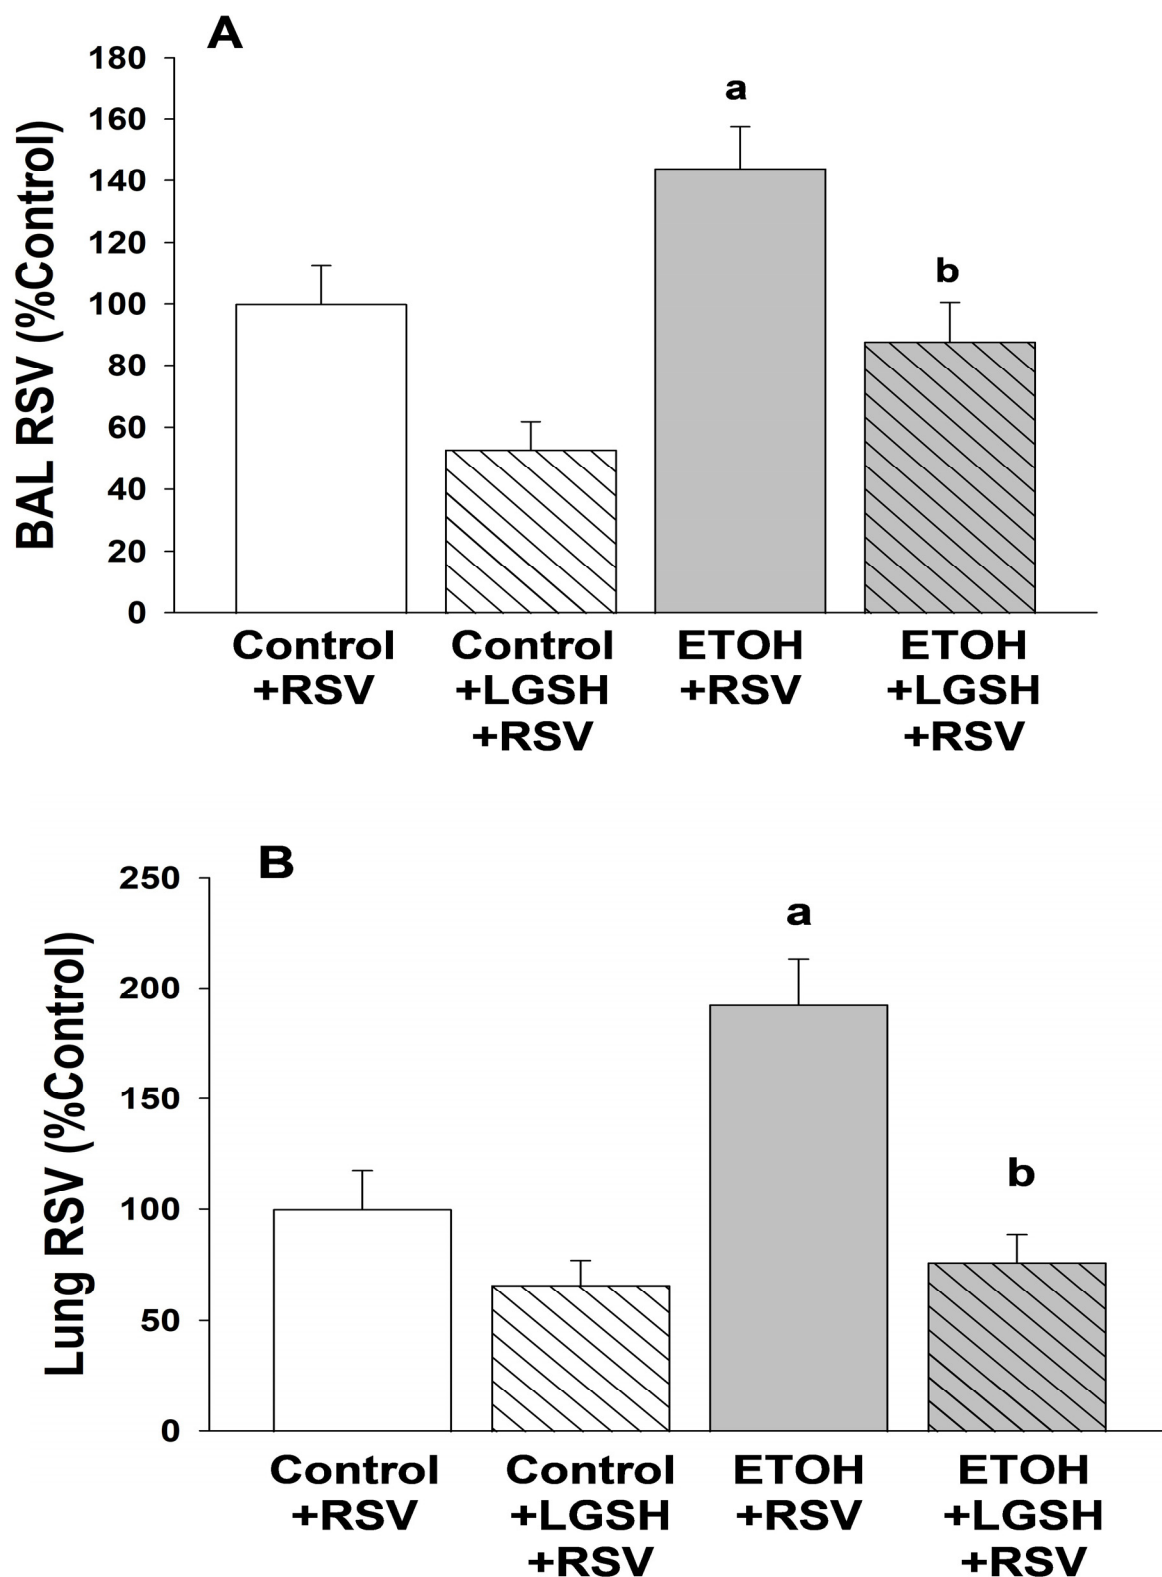 A
BAL RSV (%Control)
180
160
140
120
100
80
60
40
20
0
a
b
Control
+RSV
Control
+LGSH
+RSV
ETOH
+RSV
ETOH
+LGSH
+RSV
B
Lung RSV (%Control)
250
200
150
100
50
0
a
b
Control
+RSV
Control
+LGSH
+RSV
ETOH
+RSV
ETOH
+LGSH
+RSV